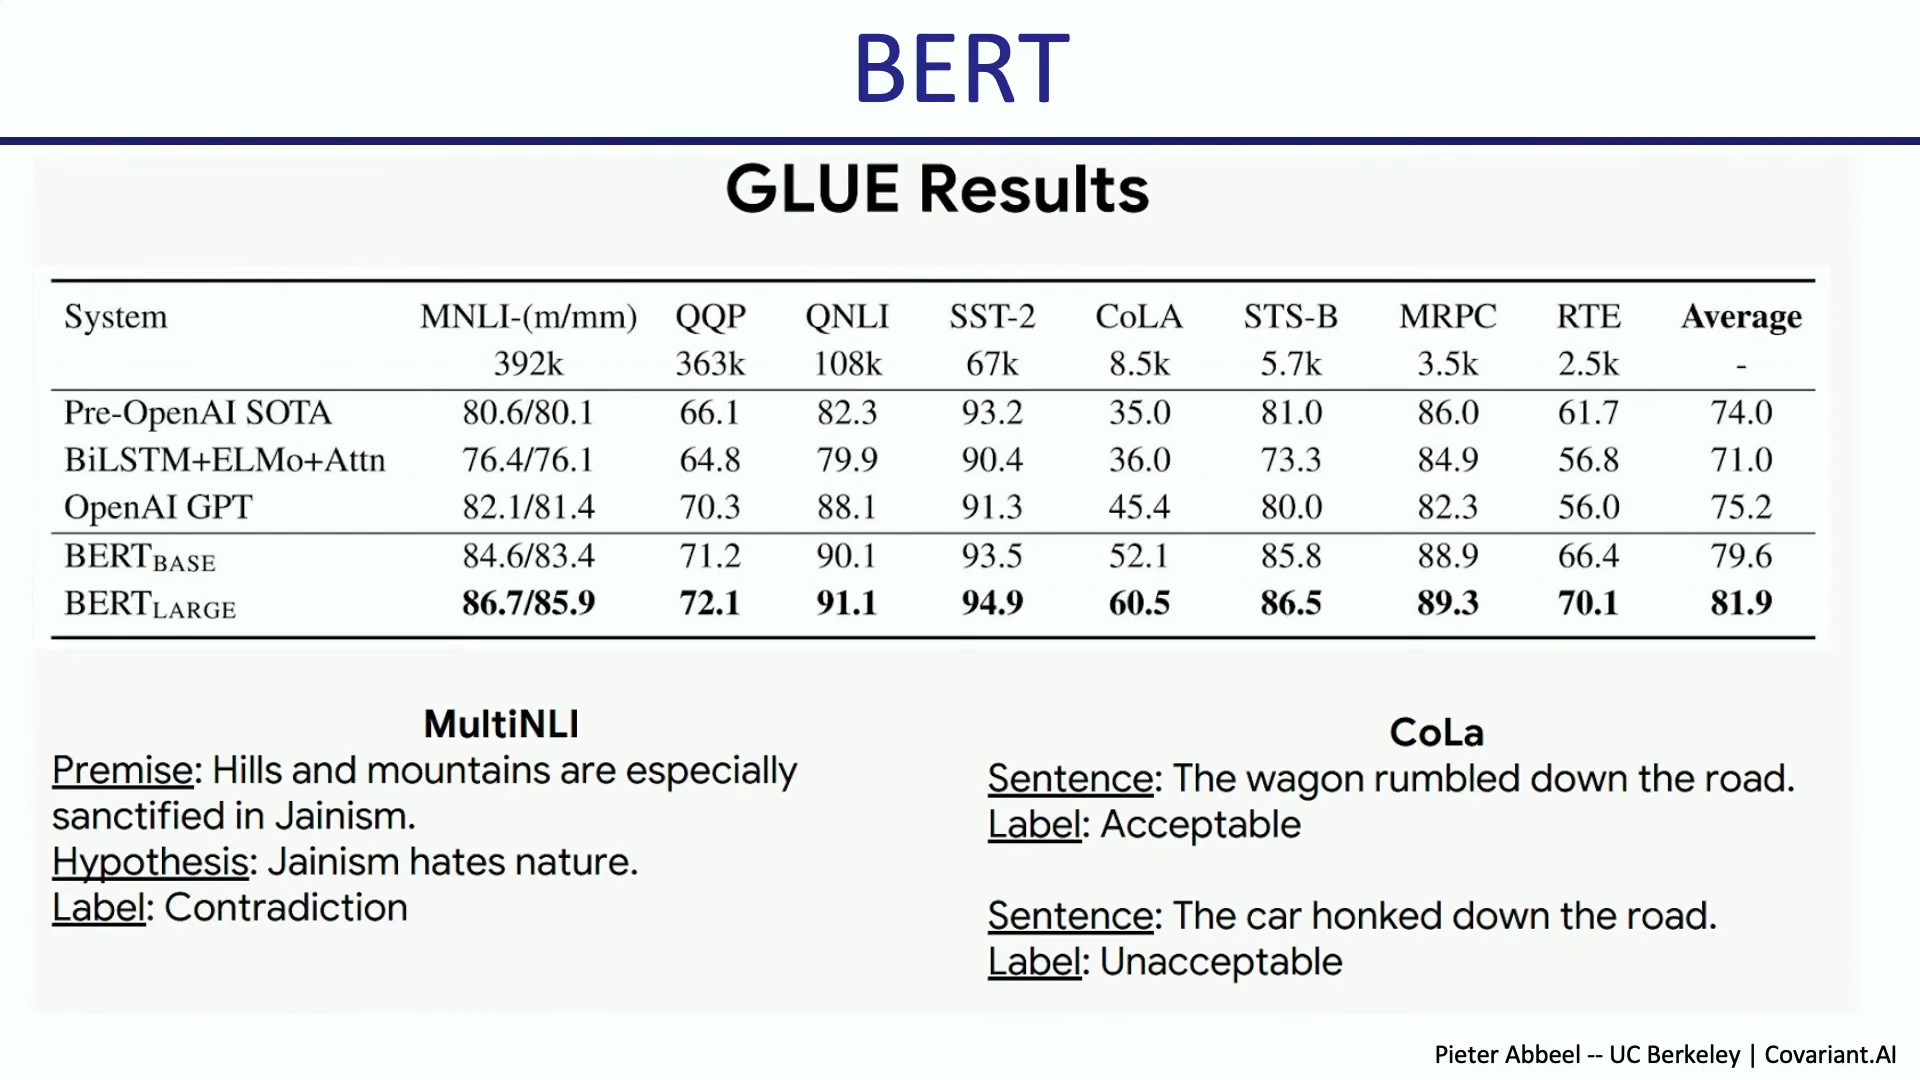 BERT
GLUE Results
System MNLI-(m/mm) QQP QNLI SST-2 CoLA STS-B MRPC RTE Average
392k 363k 108k 67k 8.5k 5.7k 3.5k 2.5k -
Pre-OpenAI SOTA 80.6/80.1 66.1 82.3 93.2 35.0 81.0 86.0 61.7 74.0
BiLSTM+ELMo+Attn 76.4/76.1 64.8 79.9 90.4 36.0 73.3 84.9 56.8 71.0
OpenAI GPT 82.1/81.4 70.3 88.1 91.3 45.4 80.0 82.3 56.0 75.2
BERTBASE 84.6/83.4 71.2 90.1 93.5 52.1 85.8 88.9 66.4 79.6
BERTLARGE 86.7/85.9 72.1 91.1 94.9 60.5 86.5 89.3 70.1 81.9
MultiNLI
Premise: Hills and mountains are especially
sanctified in Jainism.
Hypothesis: Jainism hates nature.
Label: Contradiction
CoLa
Sentence: The wagon rumbled down the road.
Label: Acceptable
Sentence: The car honked down the road.
Label: Unacceptable
Pieter Abbeel -- UC Berkeley | Covariant.AI